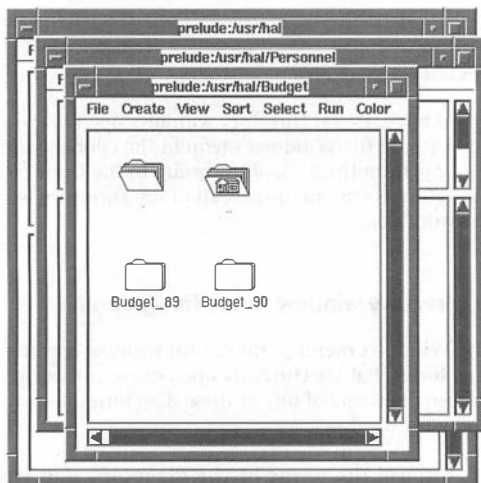 prelude:/usr/hal
prelude:/usr/hal/Personnel
prelude:/usr/hal/Budget
File Create View Sort Select Run Color
.
..
Budget_89 Budget_90